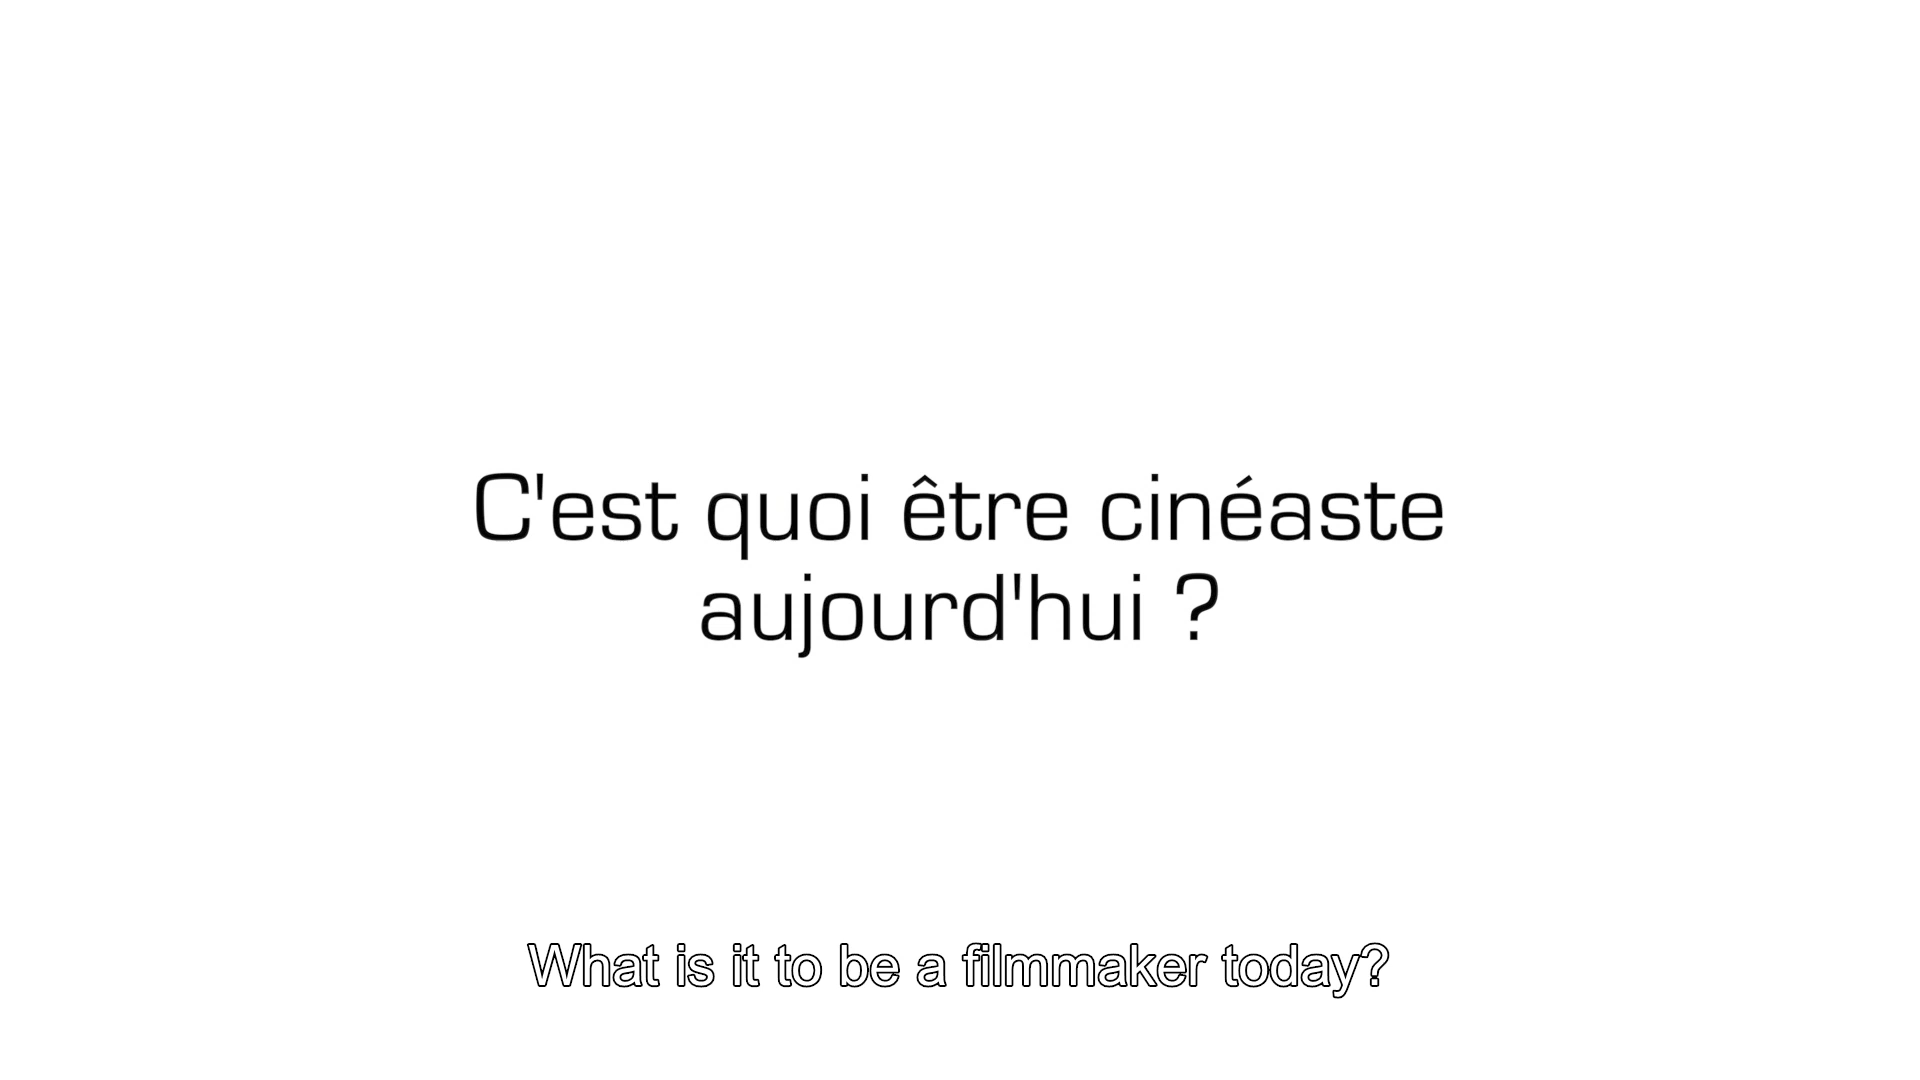 C'est quoi être cinéaste
aujourd'hui ?
What is it to be a filmmaker today?